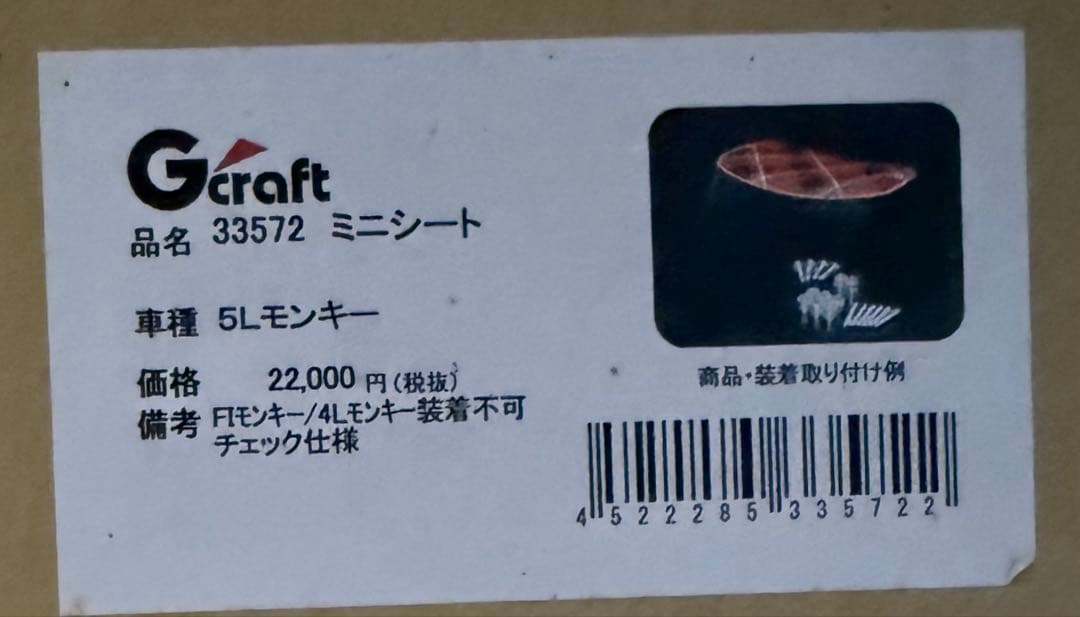 Gcraft
品名 33572 ミニシート
車種 5Lモンキー
価格 22,000 円(税抜)
備考 FIモンキー/4Lモンキー装着不可
チェック仕様
商品・装着取り付け例
4522285335722